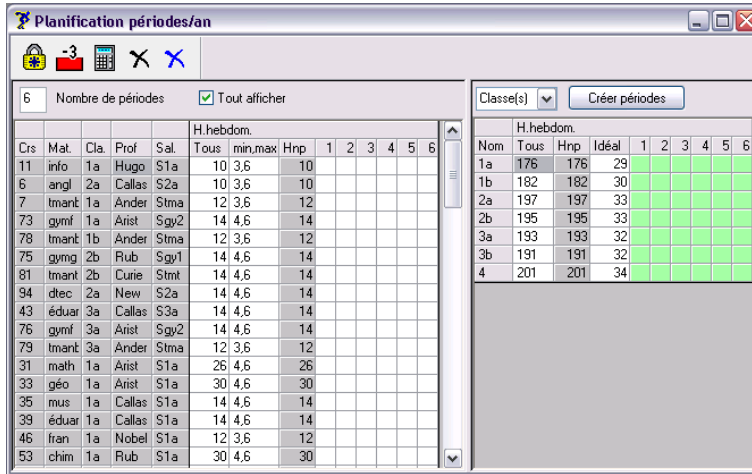 Planification périodes/an
-3
6 Nombre de périodes Tout afficher
Classe(s) Créer périodes
H.hebdom.
Crs Mat. Cla. Prof Sal. Tous min,max Hnp 1 2 3 4 5 6
11 info 1a Hugo S1a 10 3,6 10
6 angl 2a Callas S2a 10 3,6 10
7 tmant 1a Ander Stma 12 3,6 12
73 gymf 1a Arist Sgy2 14 4,6 14
78 tmant 1b Ander Stma 12 3,6 12
75 gymg 2b Rub Sgy1 14 4,6 14
81 tmant 2b Curie Stmt 14 4,6 14
94 dtec 2a New S2a 14 4,6 14
43 éduar 3a Callas S3a 14 4,6 14
76 gymf 3a Arist Sgy2 14 4,6 14
79 tmant 3a Ander Stma 12 3,6 12
31 math 1a Arist S1a 26 4,6 26
33 géo 1a Arist S1a 30 4,6 30
35 mus 1a Callas S1a 14 4,6 14
39 éduar 1a Callas S1a 14 4,6 14
46 fran 1a Nobel S1a 12 3,6 12
53 chim 1a Rub S1a 30 4,6 30
H.hebdom.
Nom Tous Hnp Idéal 1 2 3 4 5 6
1a 176 176 29
1b 182 182 30
2a 197 197 33
2b 195 195 33
3a 193 193 32
3b 191 191 32
4 201 201 34